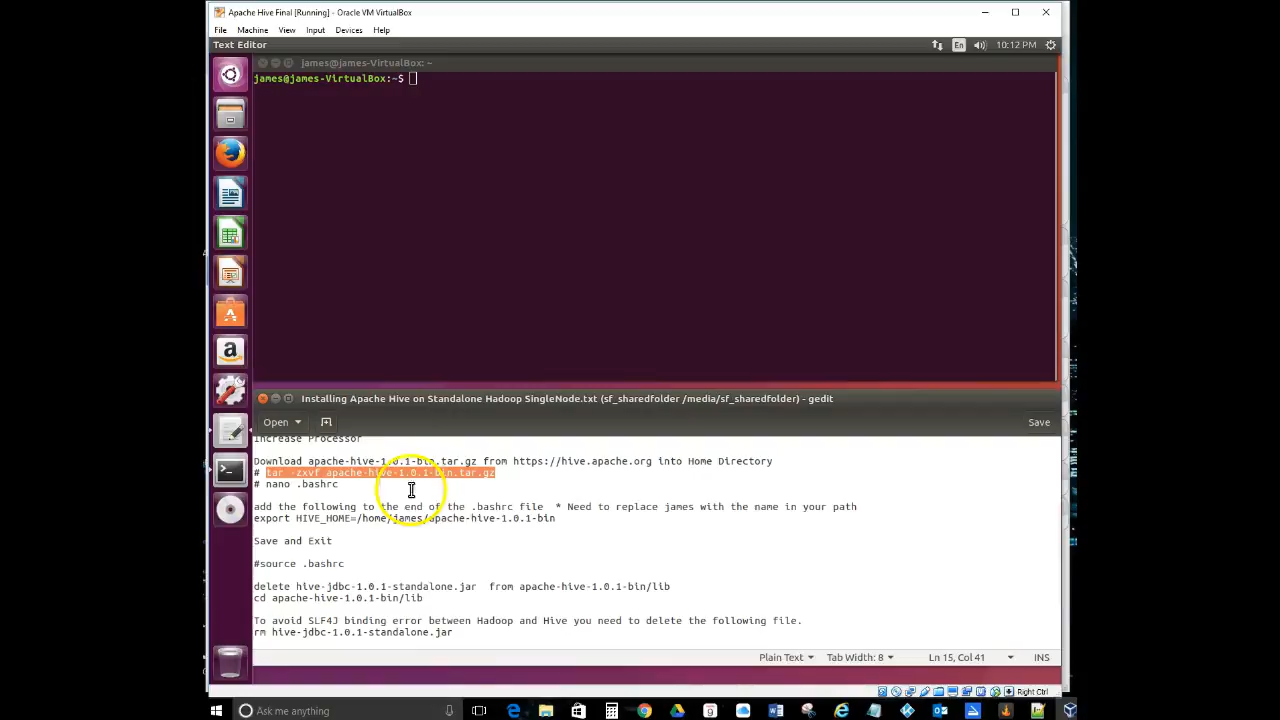 Apache Hive Final [Running] - Oracle VM VirtualBox
File Machine View Input Devices Help
Text Editor En 10:12 PM
james@james-VirtualBox: ~
james@james-VirtualBox:~$
Installing Apache Hive on Standalone Hadoop SingleNode.txt (sf_sharedfolder /media/sf_sharedfolder) - gedit
Open Save
Increase Processor
Download apache-hive-1.0.1-bin.tar.gz from https://hive.apache.org into Home Directory
# tar -zxvf apache-hive-1.0.1-bin.tar.gz
# nano .bashrc
add the following to the end of the .bashrc file * Need to replace james with the name in your path
export HIVE_HOME=/home/james/apache-hive-1.0.1-bin
Save and Exit
#source .bashrc
delete hive-jdbc-1.0.1-standalone.jar from apache-hive-1.0.1-bin/lib
cd apache-hive-1.0.1-bin/lib
To avoid SLF4J binding error between Hadoop and Hive you need to delete the following file.
rm hive-jdbc-1.0.1-standalone.jar
Plain Text Tab Width: 8 Ln 15, Col 41 INS
Right Ctrl
Ask me anything